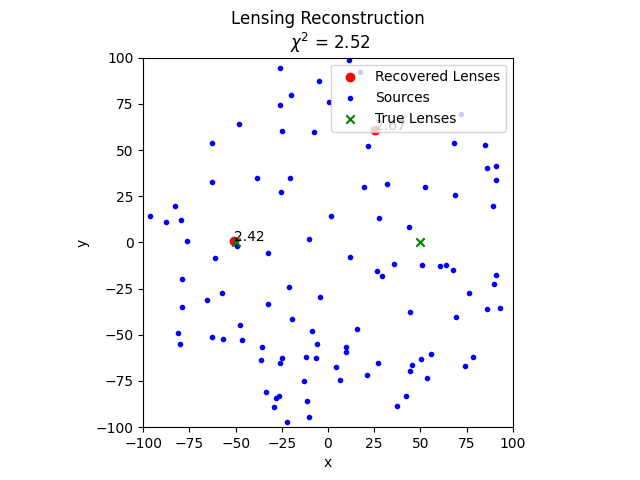 Lensing Reconstruction
χ² = 2.52
Recovered Lenses
Sources
True Lenses
2.42
100
75
50
25
0
−25
−50
−75
−100
y
−100 −75 −50 −25 0 25 50 75 100
x